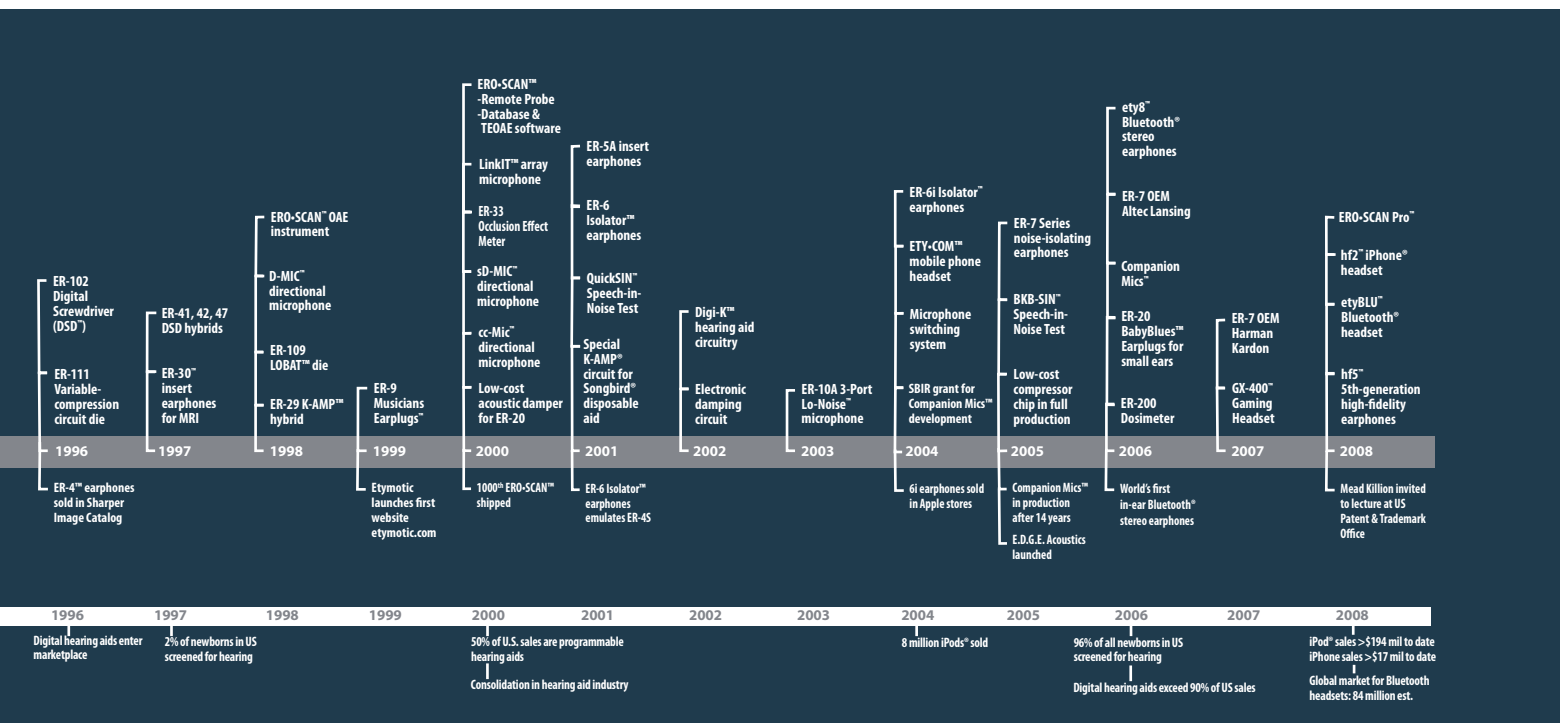 ER-102
Digital
Screwdriver
(DSD™)
ER-111
Variable-
compression
circuit die
ER-41, 42, 47
DSD hybrids
ER-30™
insert
earphones
for MRI
ERO•SCAN™ OAE
instrument
D-MIC™
directional
microphone
ER-109
LOBAT™ die
ER-29 K-AMP™
hybrid
ER-9
Musicians
Earplugs™
ERO•SCAN™
-Remote Probe
-Database &
TEOAE software
LinkIT™ array
microphone
ER-33
Occlusion Effect
Meter
sD-MIC™
directional
microphone
cc-Mic™
directional
microphone
Low-cost
acoustic damper
for ER-20
ER-5A insert
earphones
ER-6
Isolator™
earphones
QuickSIN™
Speech-in-
Noise Test
Special
K-AMP®
circuit for
Songbird®
disposable
aid
Digi-K™
hearing aid
circuitry
Electronic
damping
circuit
ER-10A 3-Port
Lo-Noise™
microphone
ER-6i Isolator™
earphones
ETY•COM™
mobile phone
headset
Microphone
switching
system
SBIR grant for
Companion Mics™
development
ER-7 Series
noise-isolating
earphones
BKB-SIN™
Speech-in-
Noise Test
Low-cost
compressor
chip in full
production
ety8™
Bluetooth®
stereo
earphones
ER-7 OEM
Altec Lansing
Companion
Mics™
ER-20
BabyBlues™
Earplugs for
small ears
ER-200
Dosimeter
ER-7 OEM
Harman
Kardon
GX-400™
Gaming
Headset
ERO•SCAN Pro™
hf2™ iPhone®
headset
etyBLU™
Bluetooth®
headset
hf5™
5th-generation
high-fidelity
earphones
1996 1997 1998 1999 2000 2001 2002 2003 2004 2005 2006 2007 2008
ER-4™ earphones
sold in Sharper
Image Catalog
Etymotic
launches first
website
etymotic.com
1000th ERO•SCAN™
shipped
ER-6 Isolator™
earphones
emulates ER-4S
6i earphones sold
in Apple stores
Companion Mics™
in production
after 14 years
E.D.G.E. Acoustics
launched
World's first
in-ear Bluetooth®
stereo earphones
Mead Killion invited
to lecture at US
Patent & Trademark
Office
1996 1997 1998 1999 2000 2001 2002 2003 2004 2005 2006 2007 2008
Digital hearing aids enter
marketplace
2% of newborns in US
screened for hearing
50% of U.S. sales are programmable
hearing aids
Consolidation in hearing aid industry
8 million iPods® sold
96% of all newborns in US
screened for hearing
Digital hearing aids exceed 90% of US sales
iPod® sales >$194 mil to date
iPhone sales >$17 mil to date
Global market for Bluetooth
headsets: 84 million est.